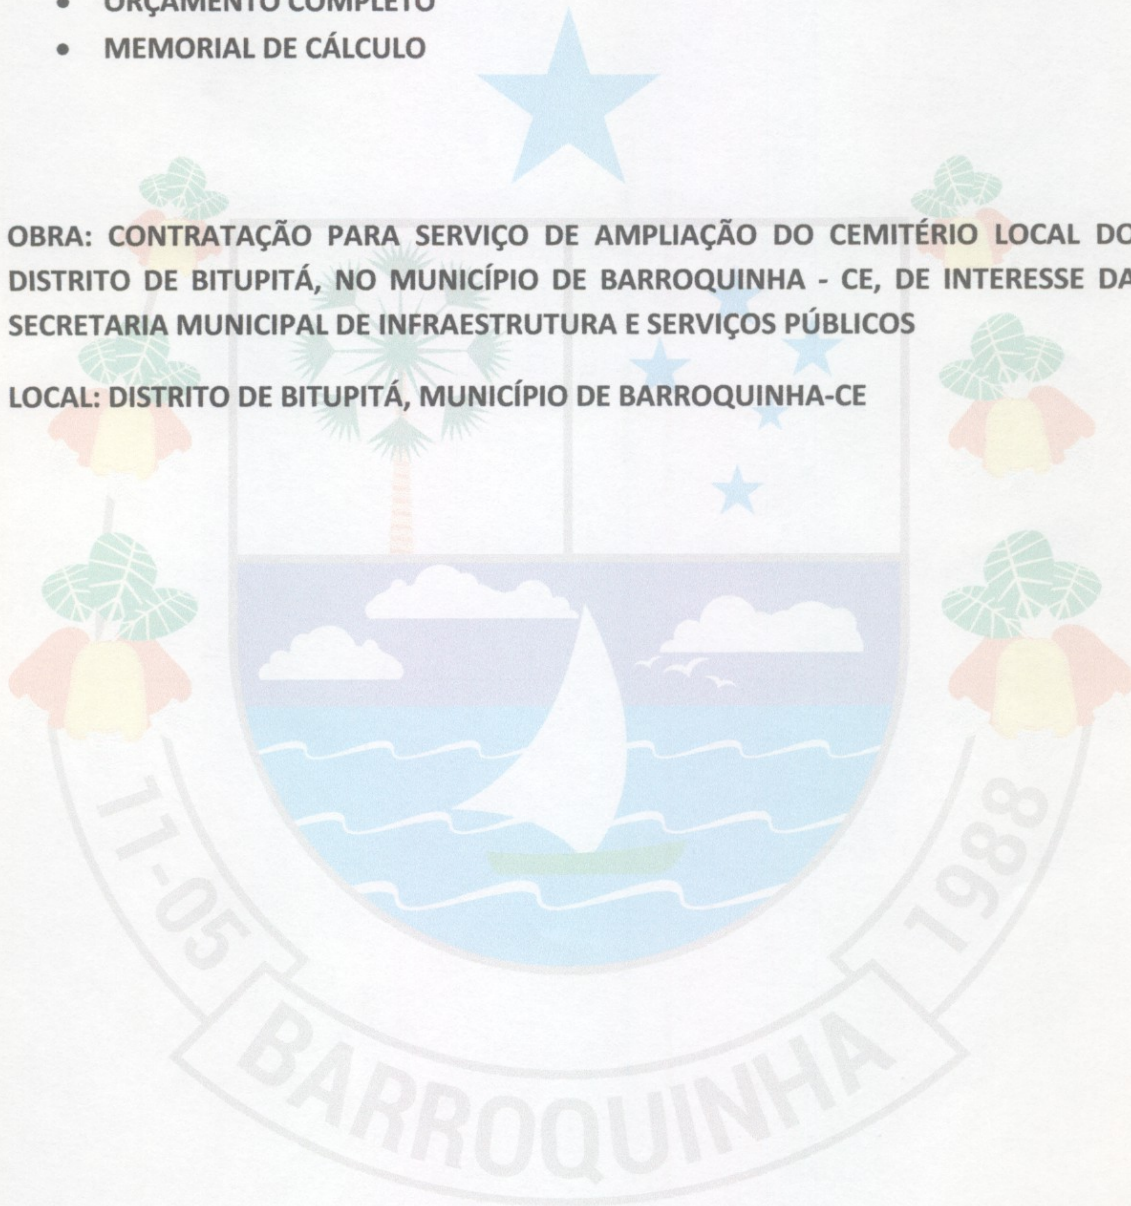 • ORÇAMENTO COMPLETO
• MEMORIAL DE CÁLCULO
OBRA: CONTRATAÇÃO PARA SERVIÇO DE AMPLIAÇÃO DO CEMITÉRIO LOCAL DO
DISTRITO DE BITUPITÁ, NO MUNICÍPIO DE BARROQUINHA - CE, DE INTERESSE DA
SECRETARIA MUNICIPAL DE INFRAESTRUTURA E SERVIÇOS PÚBLICOS
LOCAL: DISTRITO DE BITUPITÁ, MUNICÍPIO DE BARROQUINHA-CE
11-05
BARROQUINHA
1988